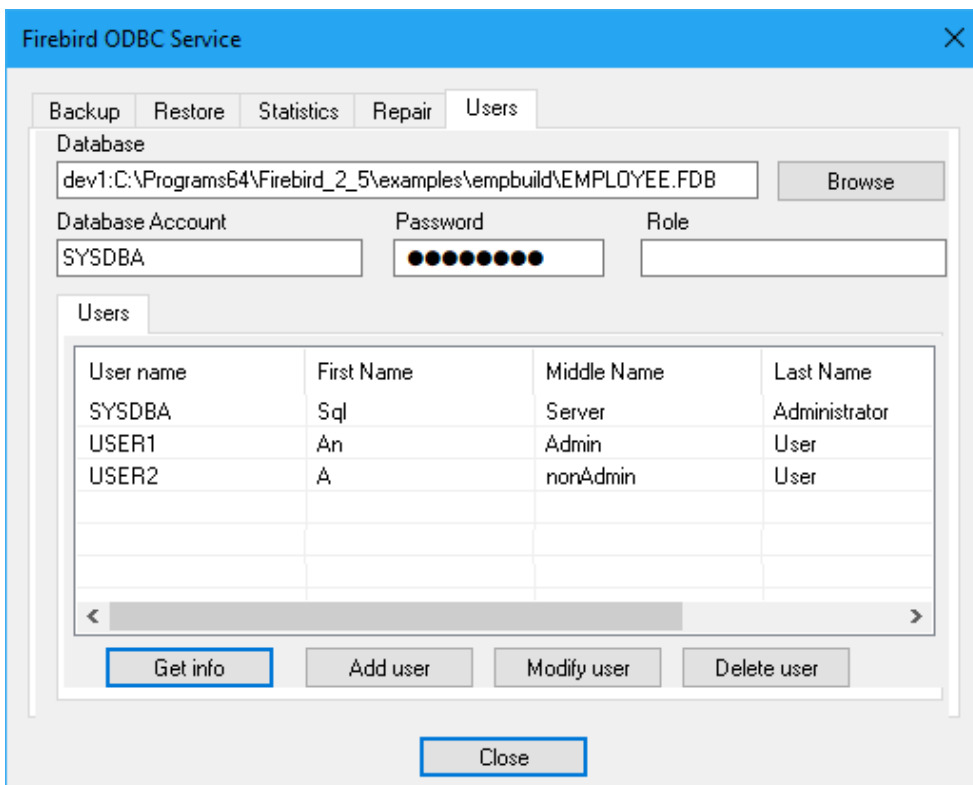 Firebird ODBC Service
Backup Restore Statistics Repair Users
Database
dev1:C:\Programs64\Firebird_2_5\examples\empbuild\EMPLOYEE.FDB Browse
Database Account Password Role
SYSDBA ●●●●●●●●
Users
User name First Name Middle Name Last Name
SYSDBA Sql Server Administrator
USER1 An Admin User
USER2 A nonAdmin User
Get info Add user Modify user Delete user
Close